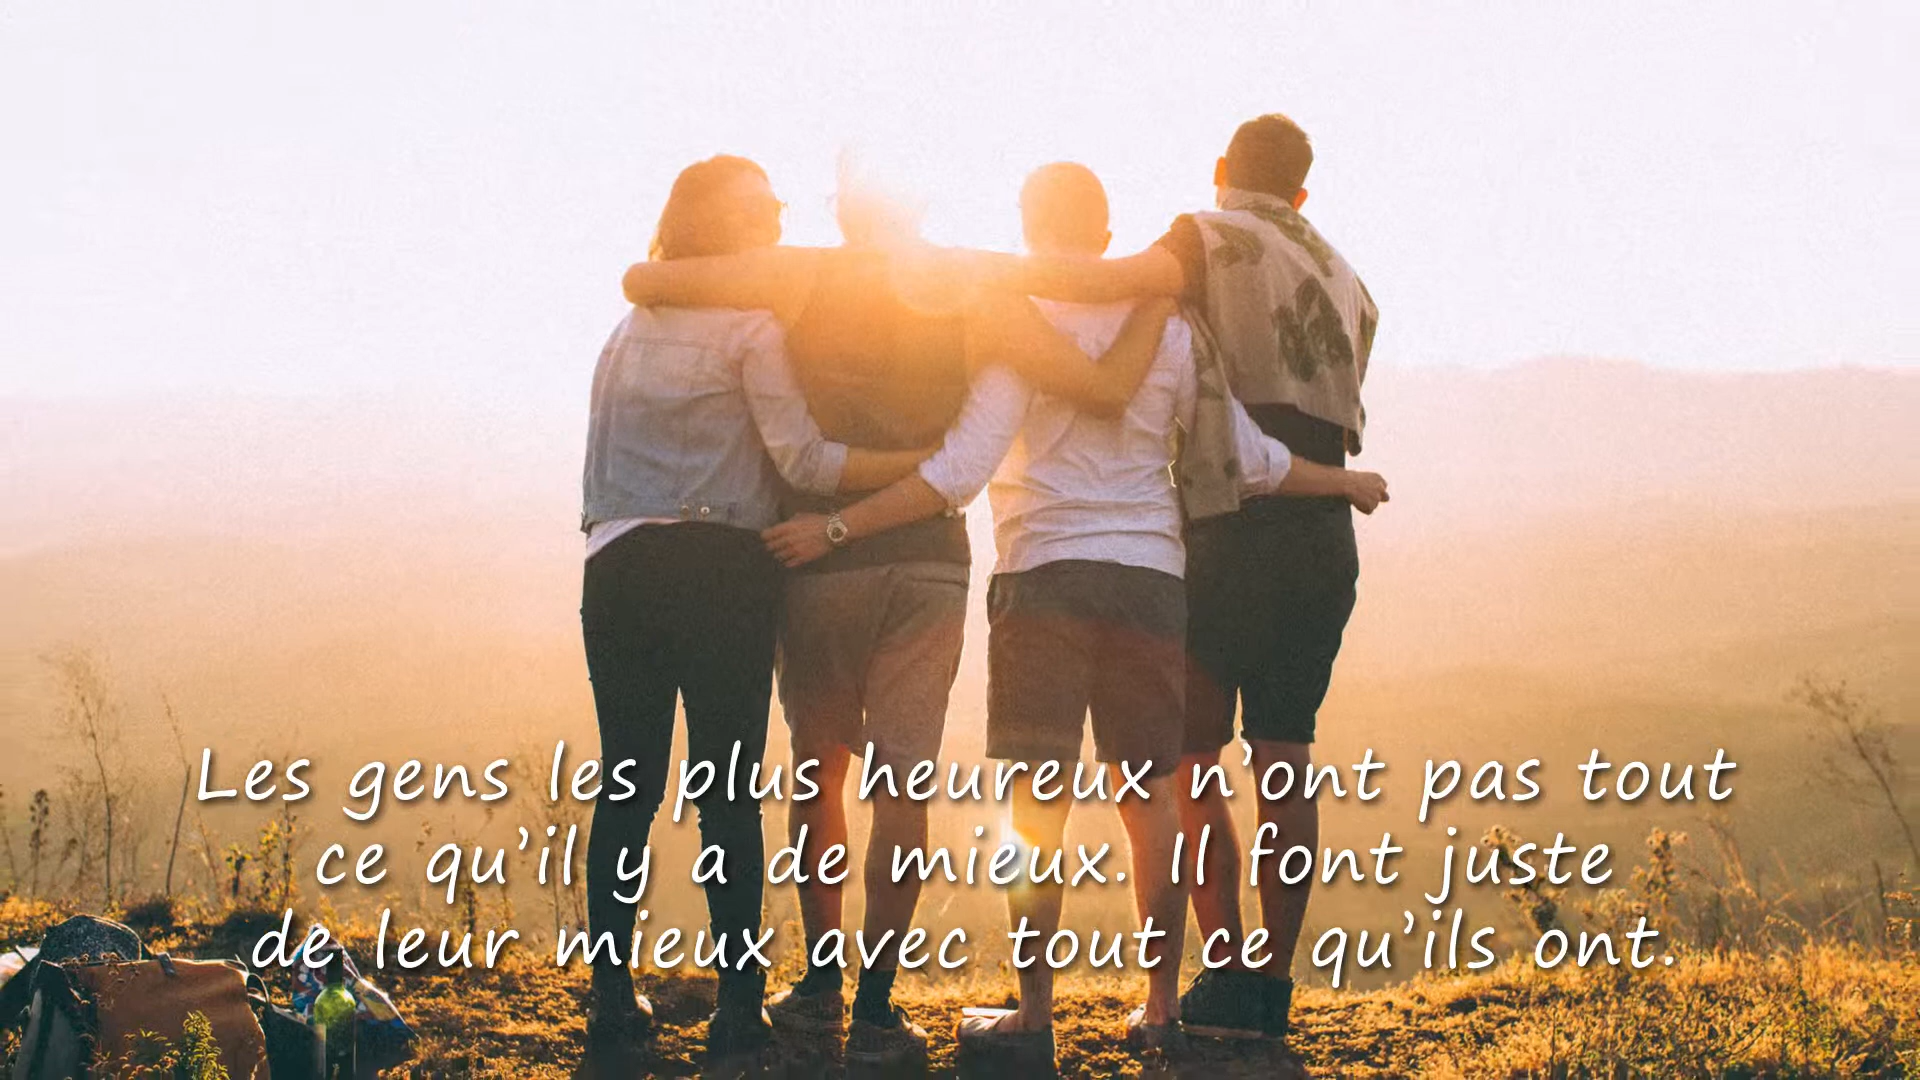 Les gens les plus heureux n’ont pas tout
ce qu’il y a de mieux. Il font juste
de leur mieux avec tout ce qu’ils ont.